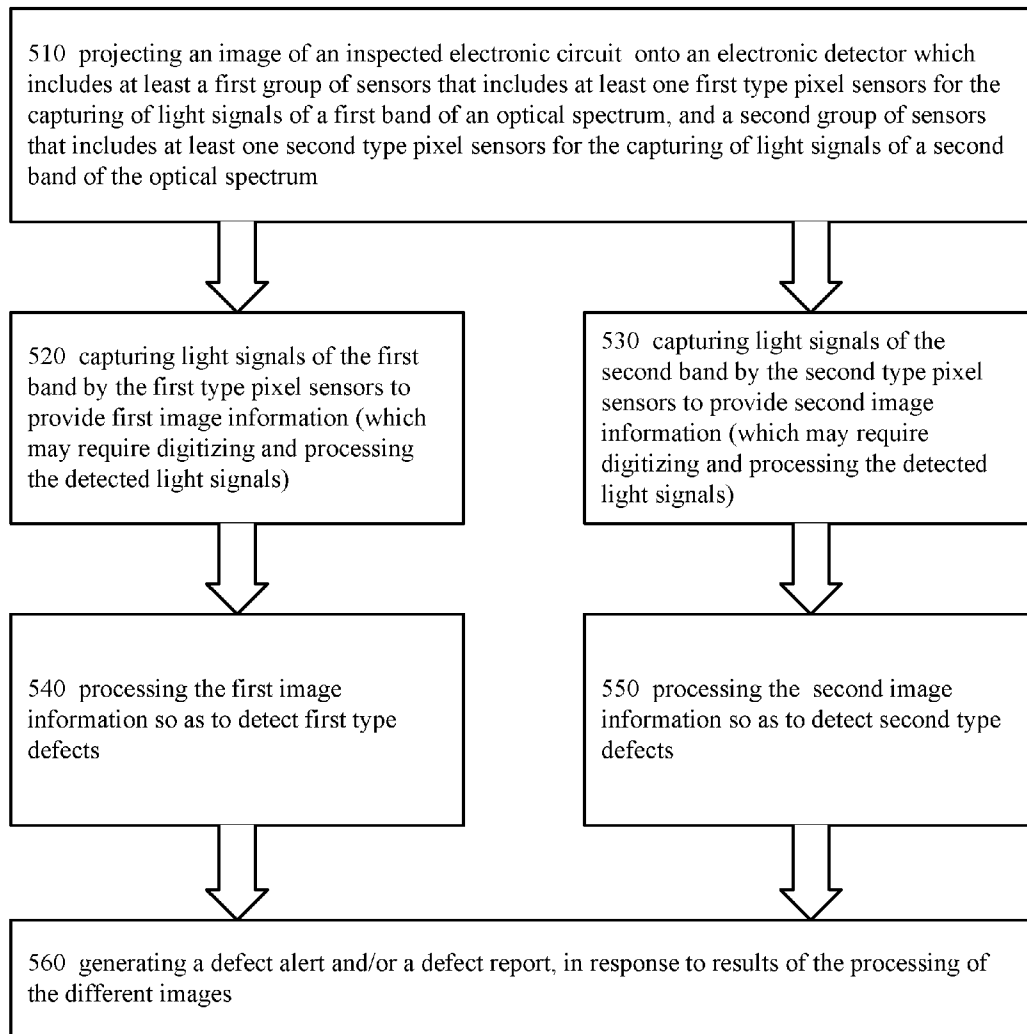 510 projecting an image of an inspected electronic circuit onto an electronic detector which
includes at least a first group of sensors that includes at least one first type pixel sensors for the
capturing of light signals of a first band of an optical spectrum, and a second group of sensors
that includes at least one second type pixel sensors for the capturing of light signals of a second
band of the optical spectrum
520 capturing light signals of the first
band by the first type pixel sensors to
provide first image information (which
may require digitizing and processing
the detected light signals)
530 capturing light signals of the
second band by the second type pixel
sensors to provide second image
information (which may require
digitizing and processing the detected
light signals)
540 processing the first image
information so as to detect first type
defects
550 processing the second image
information so as to detect second type
defects
560 generating a defect alert and/or a defect report, in response to results of the processing of
the different images